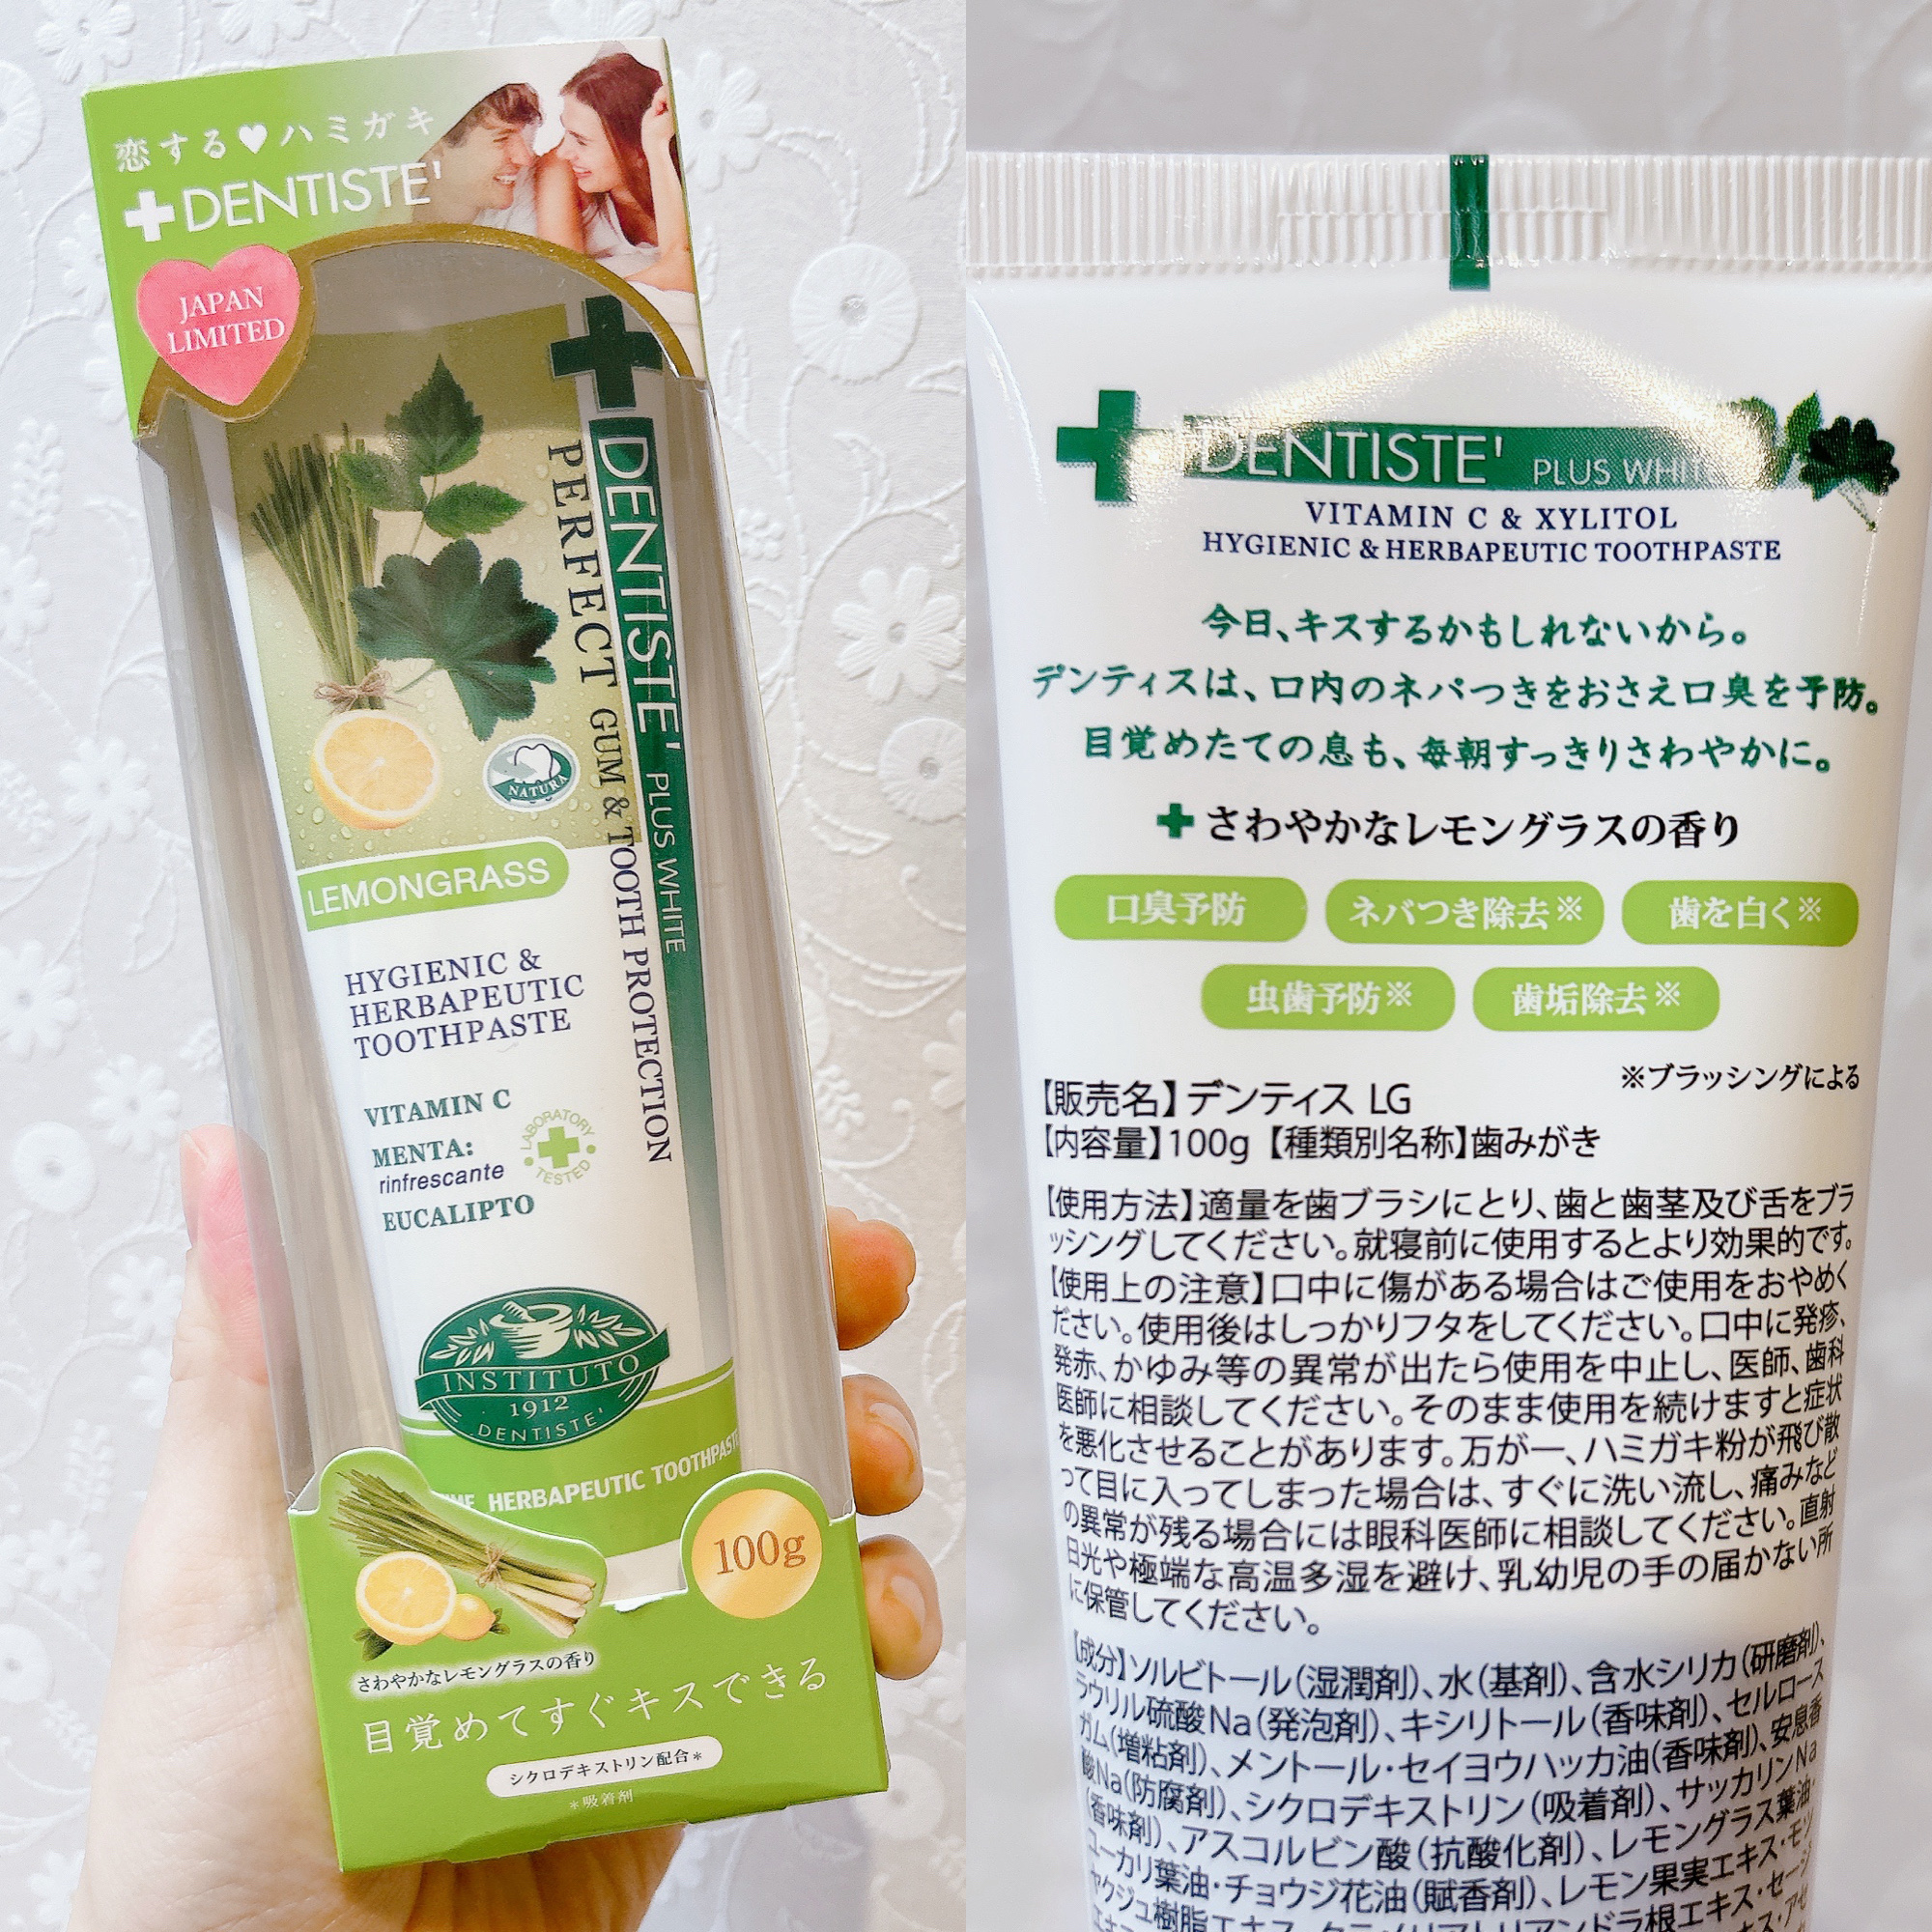 恋する♥ハミガキ
DENTISTE'
JAPAN
LIMITED
DENTISTE' PLUS WHITE
PERFECT GUM & TOOTH PROTECTION
NATURA
LEMONGRASS
HYGIENIC &
HERBAPEUTIC
TOOTHPASTE
VITAMIN C
MENTA:
rinfrescante
EUCALIPTO
LABORATORY
TESTED
INSTITUTO
1912
DENTISTE'
HERBAPEUTIC TOOTHPASTE
100g
さわやかなレモングラスの香り
目覚めてすぐキスできる
シクロデキストリン配合*
*吸着剤
DENTISTE' PLUS WHIT
VITAMIN C & XYLITOL
HYGIENIC & HERBAPEUTIC TOOTHPASTE
今日、キスするかもしれないから。
デンティスは、口内のネバつきをおさえ口臭を予防。
目覚めたての息も、毎朝すっきりさわやかに。
さわやかなレモングラスの香り
口臭予防 ネバつき除去※ 歯を白く※
虫歯予防※ 歯垢除去※
※ブラッシングによる
【販売名】デンティス LG
【内容量】100g【種類別名称】歯みがき
【使用方法】適量を歯ブラシにとり、歯と歯茎及び舌をブラ
ッシングしてください。就寝前に使用するとより効果的です。
【使用上の注意】口中に傷がある場合はご使用をおやめく
ださい。使用後はしっかりフタをしてください。口中に発疹、
発赤、かゆみ等の異常が出たら使用を中止し、医師、歯科
医師に相談してください。そのまま使用を続けますと症状
を悪化させることがあります。万が一、ハミガキ粉が飛び散
って目に入ってしまった場合は、すぐに洗い流し、痛みなど
の異常が残る場合には眼科医師に相談してください。直射
日光や極端な高温多湿を避け、乳幼児の手の届かない所
に保管してください。
【成分】ソルビトール(湿潤剤)、水(基剤)、含水シリカ(研磨剤)、
ラウリル硫酸Na(発泡剤)、キシリトール(香味剤)、セルロース
ガム(増粘剤)、メントール・セイヨウハッカ油(香味剤)、安息香
酸Na(防腐剤)、シクロデキストリン(吸着剤)、サッカリンNa
(香味剤)、アスコルビン酸(抗酸化剤)、レモングラス葉油・
ユーカリ葉油・チョウジ花油(賦香剤)、レモン果実エキス・モツ
ヤクジュ樹脂エキス・クラメリアトリアンドラ根エキス・セージ